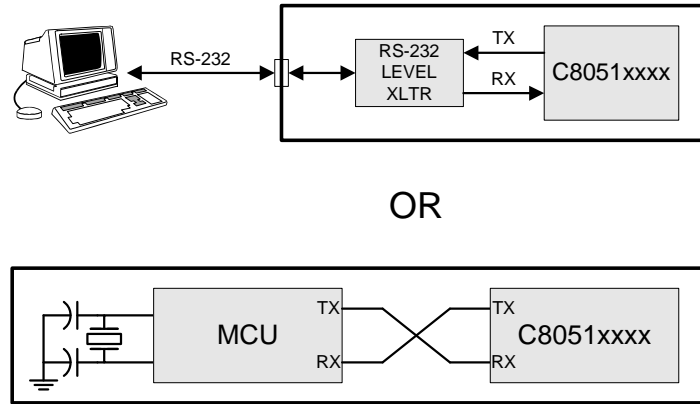 RS-232
RS-232
LEVEL
XLTR
TX
RX
C8051xxxx
OR
MCU
TX
RX
TX
RX
C8051xxxx